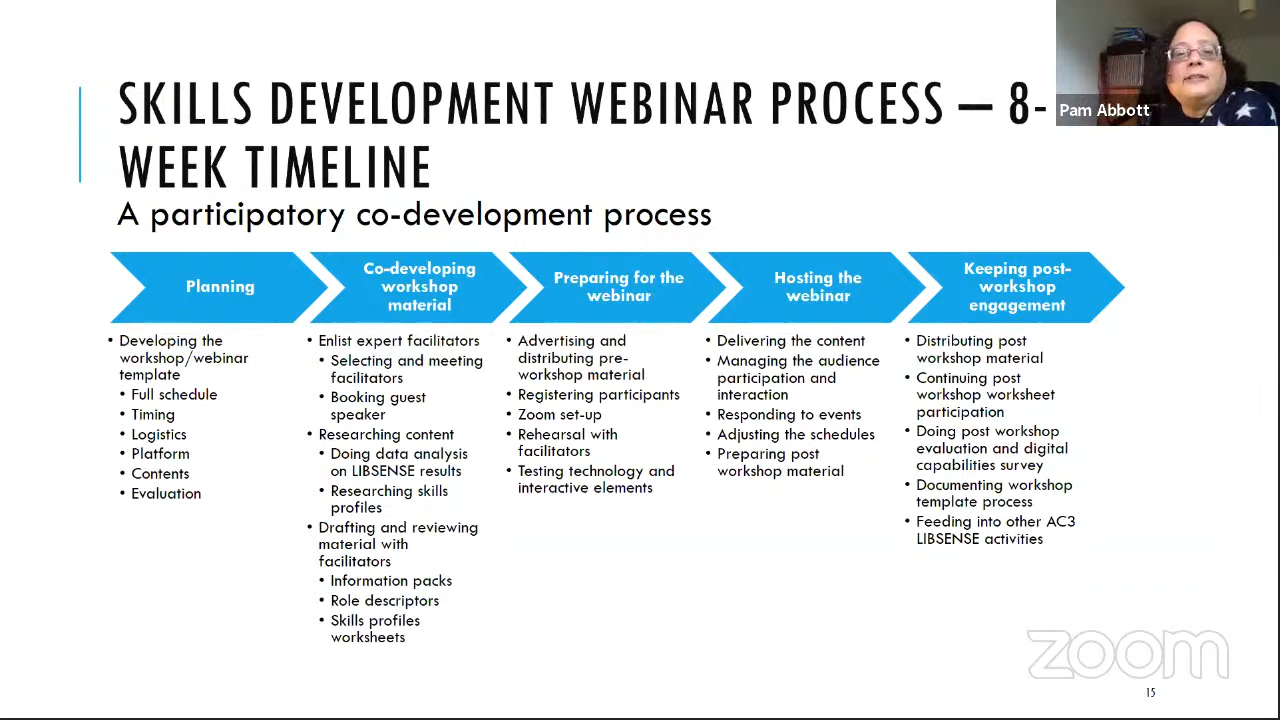 SKILLS DEVELOPMENT WEBINAR PROCESS – 8-
WEEK TIMELINE
A participatory co-development process
Pam Abbott
Planning
• Developing the
workshop/webinar
template
• Full schedule
• Timing
• Logistics
• Platform
• Contents
• Evaluation
Co-developing
workshop
material
• Enlist expert facilitators
• Selecting and meeting
facilitators
• Booking guest
speaker
• Researching content
• Doing data analysis
on LIBSENSE results
• Researching skills
profiles
• Drafting and reviewing
material with
facilitators
• Information packs
• Role descriptors
• Skills profiles
worksheets
Preparing for the
webinar
• Advertising and
distributing pre-
workshop material
• Registering participants
• Zoom set-up
• Rehearsal with
facilitators
• Testing technology and
interactive elements
Hosting the
webinar
• Delivering the content
• Managing the audience
participation and
interaction
• Responding to events
• Adjusting the schedules
• Preparing post
workshop material
Keeping post-
workshop
engagement
• Distributing post
workshop material
• Continuing post
workshop worksheet
participation
• Doing post workshop
evaluation and digital
capabilities survey
• Documenting workshop
template process
• Feeding into other AC3
LIBSENSE activities
zoom
15